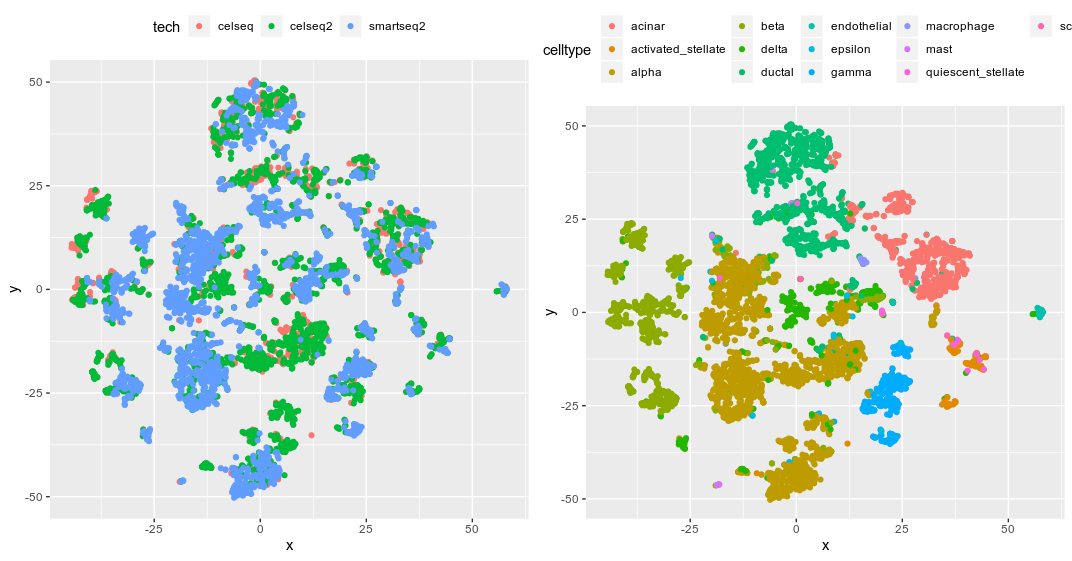 tech celseq celseq2 smartseq2
50
25
0
-25
-50
y
-25 0 25 50
x
celltype
acinar beta endothelial macrophage sc
activated_stellate delta epsilon mast
alpha ductal gamma quiescent_stellate
50
25
0
-25
-50
y
-25 0 25 50
x